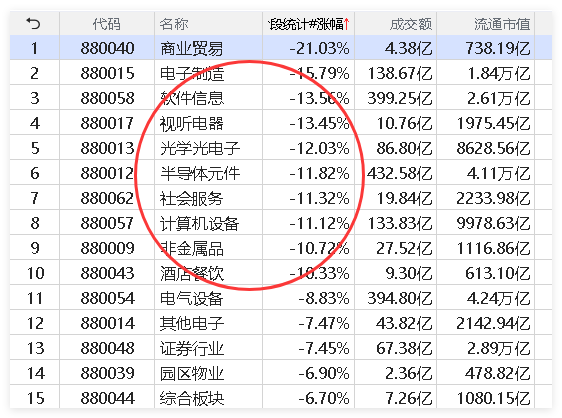 代码 名称 段统计#涨幅↑ 成交额 流通市值
1 880040 商业贸易 -21.03% 4.38亿 738.19亿
2 880015 电子制造 -15.79% 138.67亿 1.84万亿
3 880058 软件信息 -13.56% 399.25亿 2.61万亿
4 880017 视听电器 -13.45% 10.76亿 1975.45亿
5 880013 光学光电子 -12.03% 86.80亿 8628.56亿
6 880012 半导体元件 -11.82% 432.58亿 4.11万亿
7 880062 社会服务 -11.32% 19.84亿 2233.98亿
8 880057 计算机设备 -11.12% 133.83亿 9978.63亿
9 880009 非金属品 -10.72% 27.52亿 1116.86亿
10 880043 酒店餐饮 -10.33% 9.30亿 613.10亿
11 880054 电气设备 -8.83% 394.80亿 4.24万亿
12 880014 其他电子 -7.47% 43.82亿 2142.94亿
13 880048 证券行业 -7.45% 67.38亿 2.89万亿
14 880039 园区物业 -6.90% 2.36亿 478.82亿
15 880044 综合板块 -6.70% 7.26亿 1080.15亿